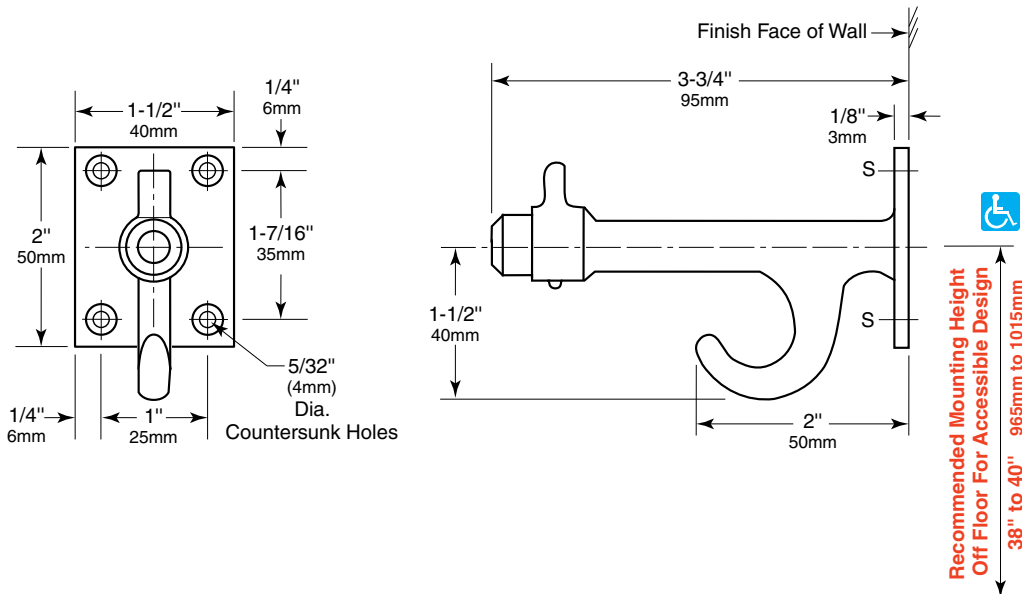 Finish Face of Wall
1/4"
6mm
1-1/2"
40mm
3-3/4"
95mm
1/8"
3mm
S
2"
50mm
1-7/16"
35mm
1-1/2"
40mm
S
5/32"
(4mm)
Dia.
Countersunk Holes
1/4"
6mm
1"
25mm
2"
50mm
Recommended Mounting Height
Off Floor For Accessible Design
38" to 40" 965mm to 1015mm